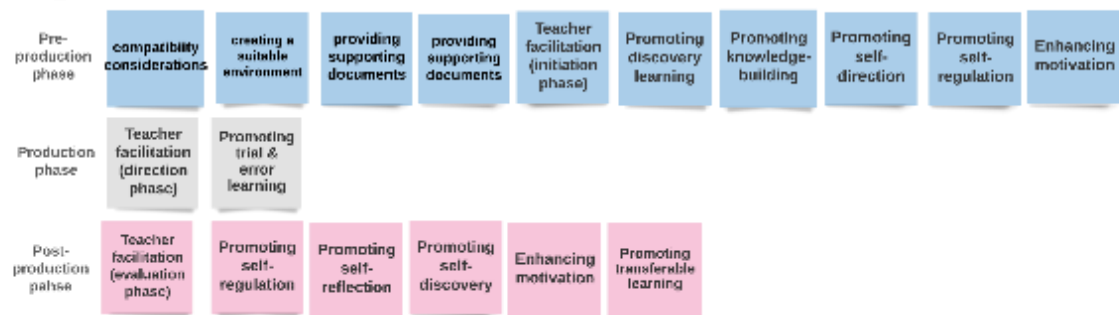 Pre-
production
phase
compatibility
considerations
creating a
suitable
environment
providing
supporting
documents
providing
supporting
documents
Teacher
facilitation
(initiation
phase)
Promoting
discovery
learning
Promoting
knowledge-
building
Promoting
self-
direction
Promoting
self-
regulation
Enhancing
motivation
Production
phase
Teacher
facilitation
(direction
phase)
Promoting
trial &
error
learning
Post-
production
pahse
Teacher
facilitation
(evaluation
phase)
Promoting
self-
regulation
Promoting
self-
reflection
Promoting
self-
discovery
Enhancing
motivation
Promoting
transferable
learning